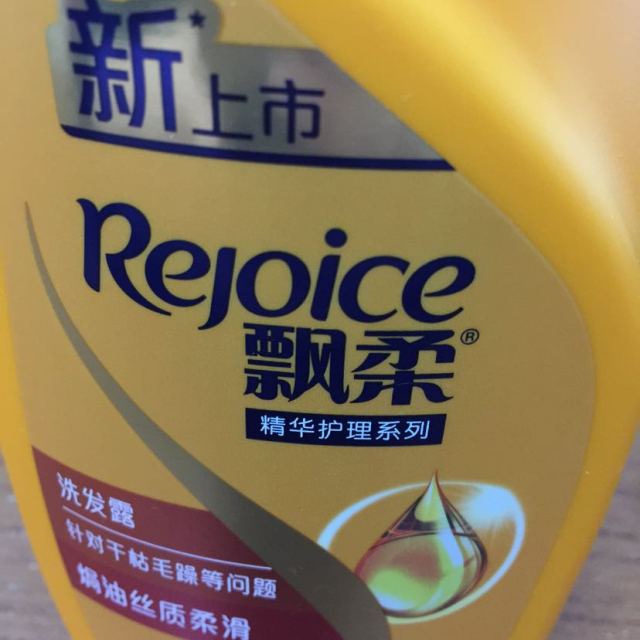 新*上市
Rejoice
飘柔®
精华护理系列
洗发露
针对干枯毛躁等问题
焗油丝质柔滑